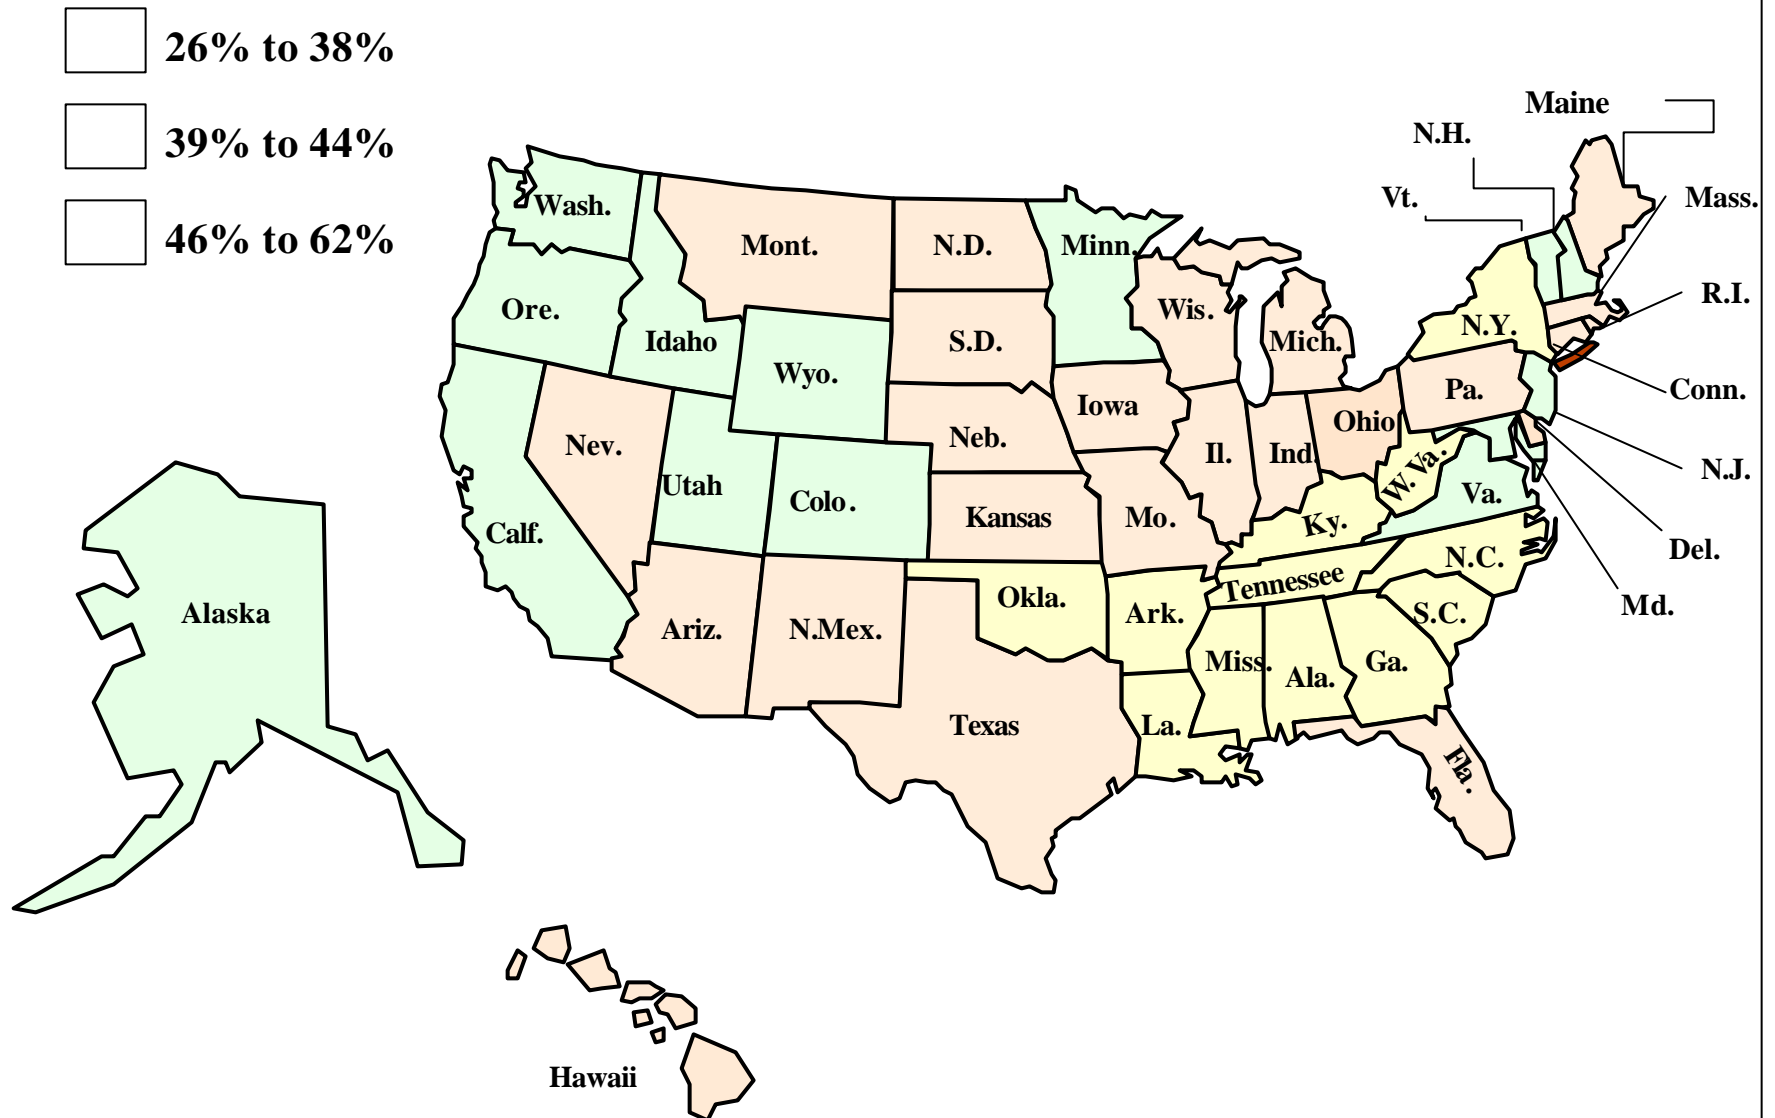 26% to 38%
39% to 44%
46% to 62%
Maine
N.H.
Vt.
Mass.
Wash.
Mont.
N.D.
Minn.
Ore.
Idaho
Wis.
R.I.
S.D.
Mich.
N.Y.
Wyo.
Conn.
Iowa
Pa.
Nev.
Neb.
Ohio
Il.
Ind.
N.J.
Utah
Colo.
W.Va.
Va.
Calf.
Kansas
Mo.
Ky.
Del.
N.C.
Alaska
Okla.
Tennessee
Md.
Ark.
S.C.
Ariz.
N.Mex.
Miss.
Ga.
Ala.
Texas
La.
Fla.
Hawaii